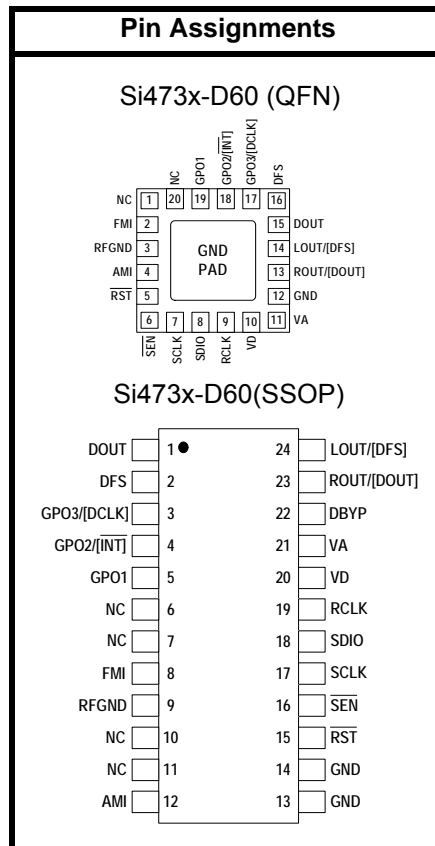 Pin Assignments
Si473x-D60 (QFN)
NC
GPO1
GPO2/[INT]
GPO3/[DCLK]
DFS
NC 1 20 19 18 17 16
FMI 2 15 DOUT
RFGND 3 GND PAD 14 LOUT/[DFS]
AMI 4 13 ROUT/[DOUT]
RST 5 12 GND
6 7 8 9 10 11 VA
SEN
SCLK
SDIO
RCLK
VD
Si473x-D60(SSOP)
DOUT 1 24 LOUT/[DFS]
DFS 2 23 ROUT/[DOUT]
GPO3/[DCLK] 3 22 DBYP
GPO2/[INT] 4 21 VA
GPO1 5 20 VD
NC 6 19 RCLK
NC 7 18 SDIO
FMI 8 17 SCLK
RFGND 9 16 SEN
NC 10 15 RST
NC 11 14 GND
AMI 12 13 GND